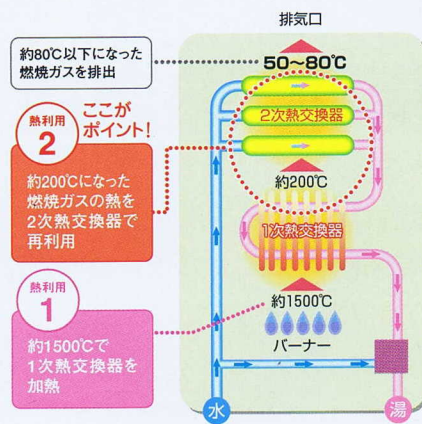 排気口
50〜80℃
約80℃以下になった
燃焼ガスを排出
熱利用
2
ここが
ポイント!
約200℃になった
燃焼ガスの熱を
2次熱交換器で
再利用
2次熱交換器
約200℃
1次熱交換器
熱利用
1
約1500℃で
1次熱交換器を
加熱
約1500℃
バーナー
水
湯